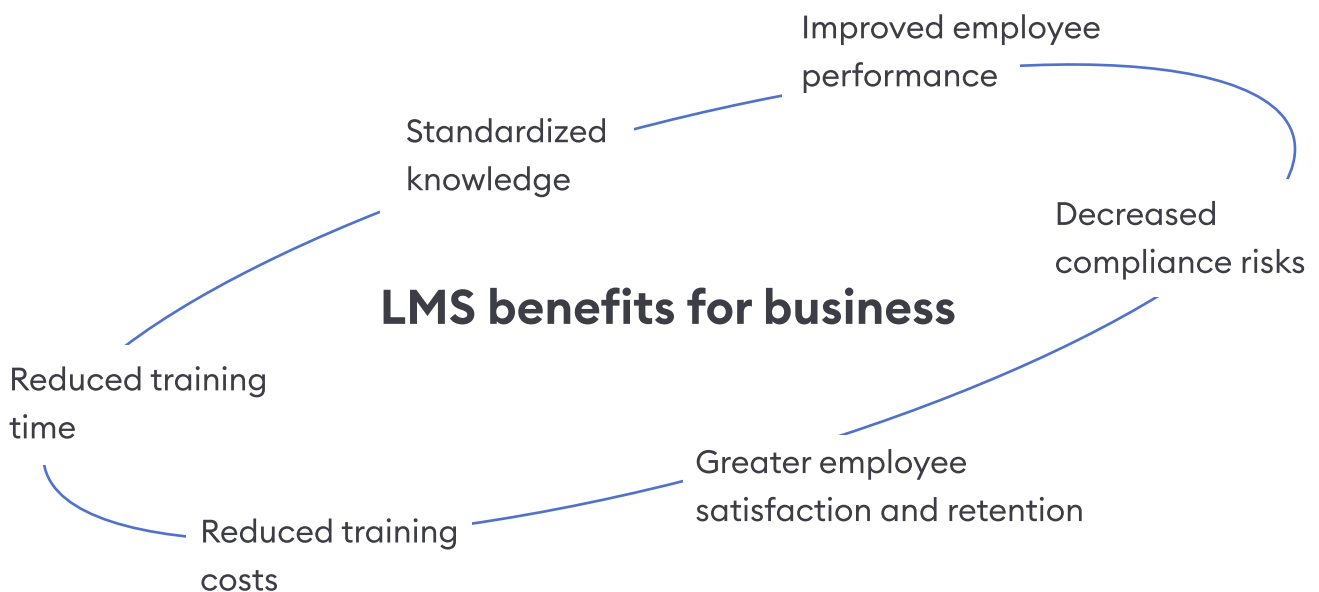 Improved employee
performance
Standardized
knowledge
Decreased
compliance risks
LMS benefits for business
Reduced training
time
Greater employee
satisfaction and retention
Reduced training
costs